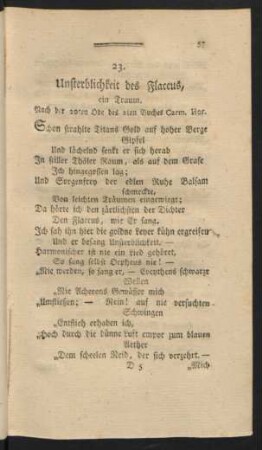 57
23.
Unsterblichkeit des Flaccus,
ein Traum.
Nach der 20ten Ode des 2ten Buches Carm. Hor.
Schon strahlte Titans Gold auf hoher Berge
Gipfel
Und lächelnd senkt er sich herab
In stiller Thäler Raum, als auf dem Grase
Ich hingegossen lag;
Und Sorgenfrey der edlen Ruhe Balsam
schmeckte,
Von leichten Träumen eingewiegt;
Da hörte ich den zärtlichsten der Dichter
Den Flaccus, wie Er sang.
Ich sah ihn hier die goldne Leyer kühn ergreifen
Und er besang Unsterblichkeit. —
Harmonischer ist nie ein Lied gehöret,
So sang selbst Orpheus nie! —
„Nie werden, so sang er, — Cocythens schwarze
Wellen
„Nie Acherons Gewässer mich
„Umfließen; — Nein! auf nie versuchten
Schwingen
„Entflieh erhaben ich,
„Hoch durch die dünne Luft empor zum blauen
Aether
„Dem scheelen Neid, der sich verzehrt. —
D 5
„Mich